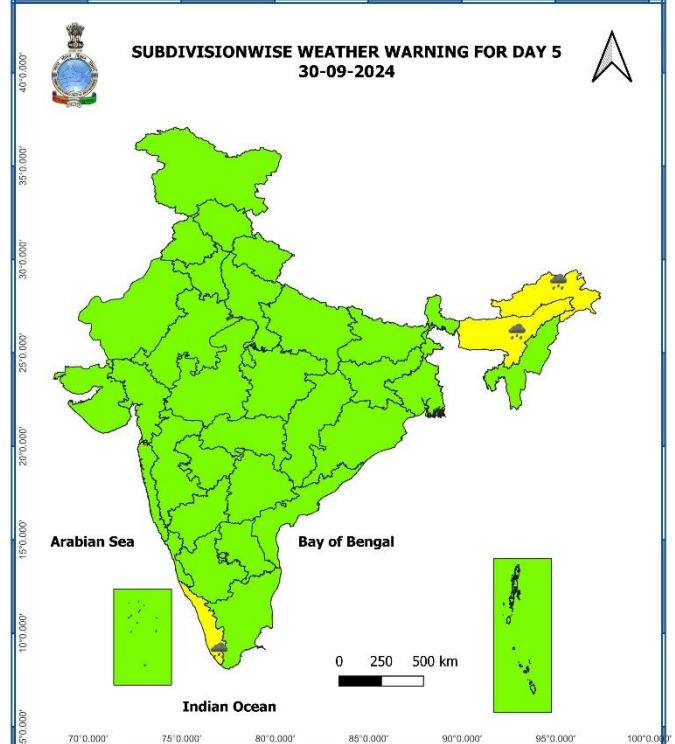 SUBDIVISIONWISE WEATHER WARNING FOR DAY 5
30-09-2024
40°0.000'
35°0.000'
30°0.000'
25°0.000'
20°0.000'
15°0.000'
10°0.000'
5°0.000'
Arabian Sea
Bay of Bengal
0 250 500 km
Indian Ocean
70°0.000' 75°0.000' 80°0.000' 85°0.000' 90°0.000' 95°0.000' 100°0.000'